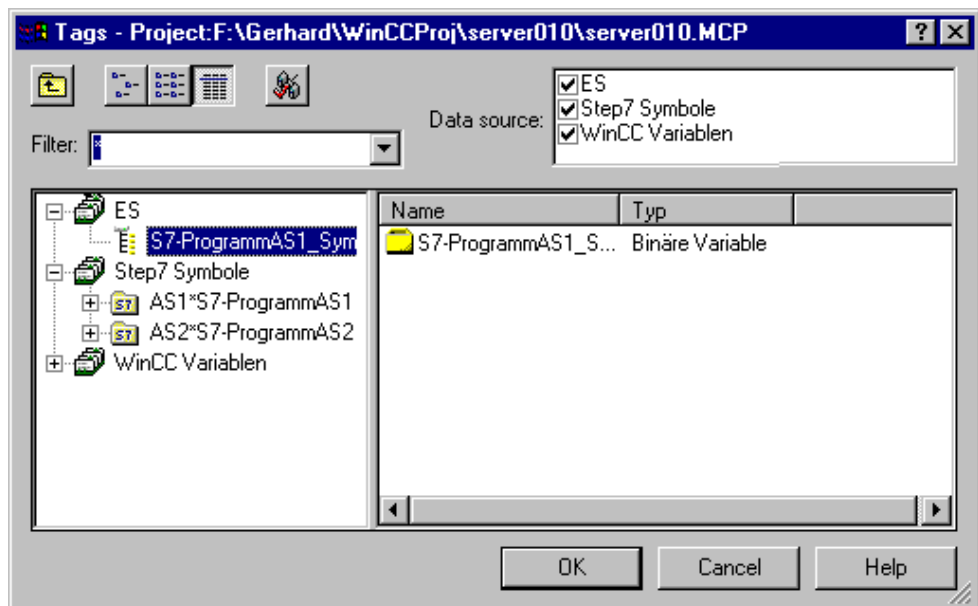 Tags - Project:F:\Gerhard\WinCCProj\server010\server010.MCP
Data source:
ES
Step7 Symbole
WinCC Variablen
Filter: *
ES
S7-ProgrammAS1_Sym
Step7 Symbole
AS1*S7-ProgrammAS1
AS2*S7-ProgrammAS2
WinCC Variablen
Name Typ
S7-ProgrammAS1_S... Binäre Variable
OK Cancel Help